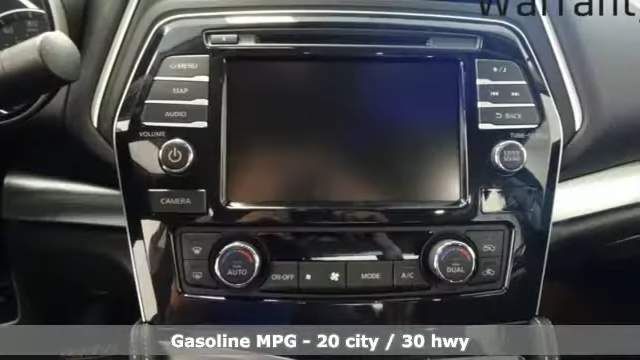 Warranty
MENU
MAP
AUDIO
BACK
VOLUME
TUNE
ENTER
SOUND
CAMERA
AUTO
ON·OFF
MODE
A/C
DUAL
Gasoline MPG - 20 city / 30 hwy